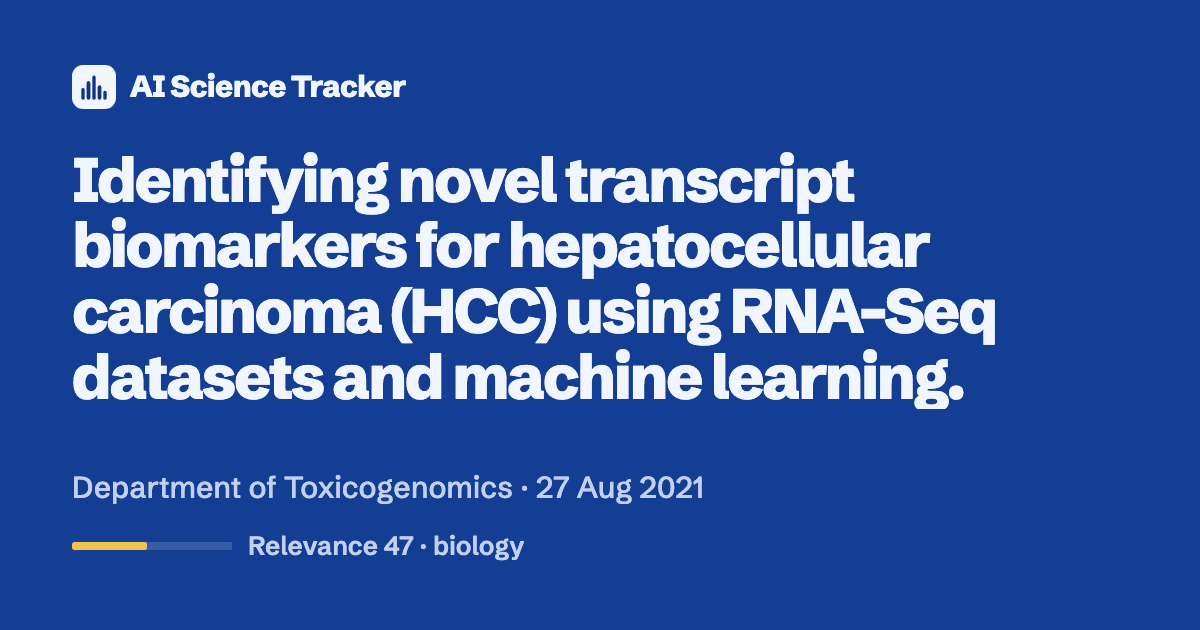 AI Science Tracker
Identifying novel transcript
biomarkers for hepatocellular
carcinoma (HCC) using RNA-Seq
datasets and machine learning.
Department of Toxicogenomics · 27 Aug 2021
Relevance 47 · biology